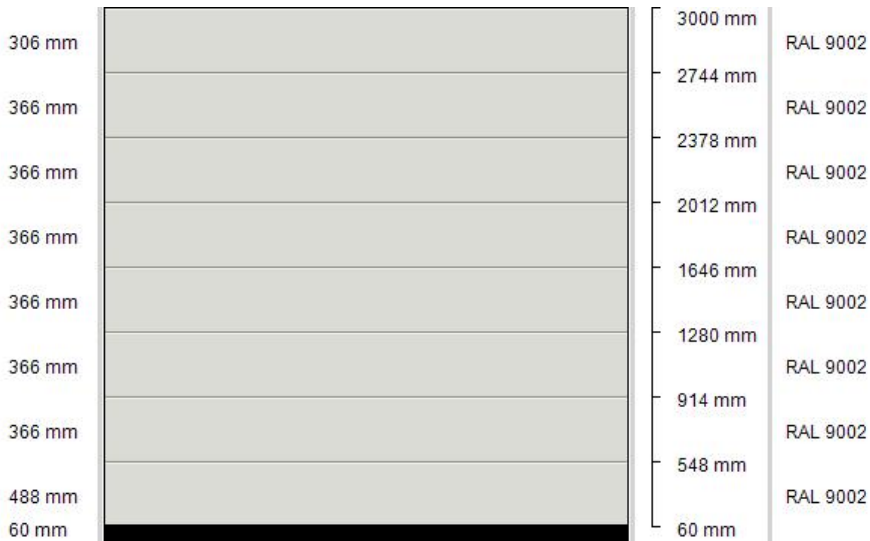 3000 mm
306 mm RAL 9002
2744 mm
366 mm RAL 9002
2378 mm
366 mm RAL 9002
2012 mm
366 mm RAL 9002
1646 mm
366 mm RAL 9002
1280 mm
366 mm RAL 9002
914 mm
366 mm RAL 9002
548 mm
488 mm RAL 9002
60 mm 60 mm